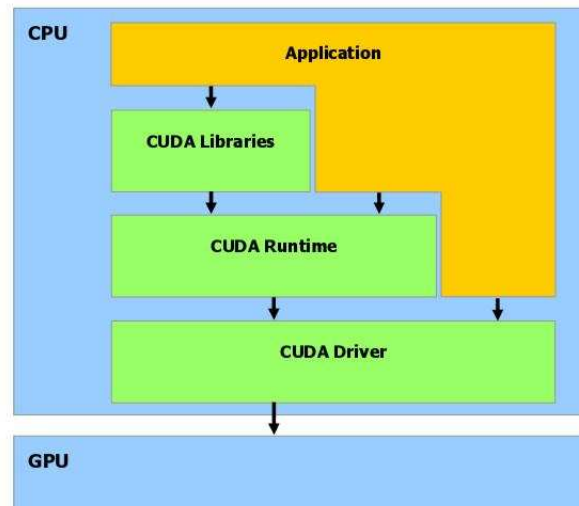 CPU
Application
CUDA Libraries
CUDA Runtime
CUDA Driver
GPU